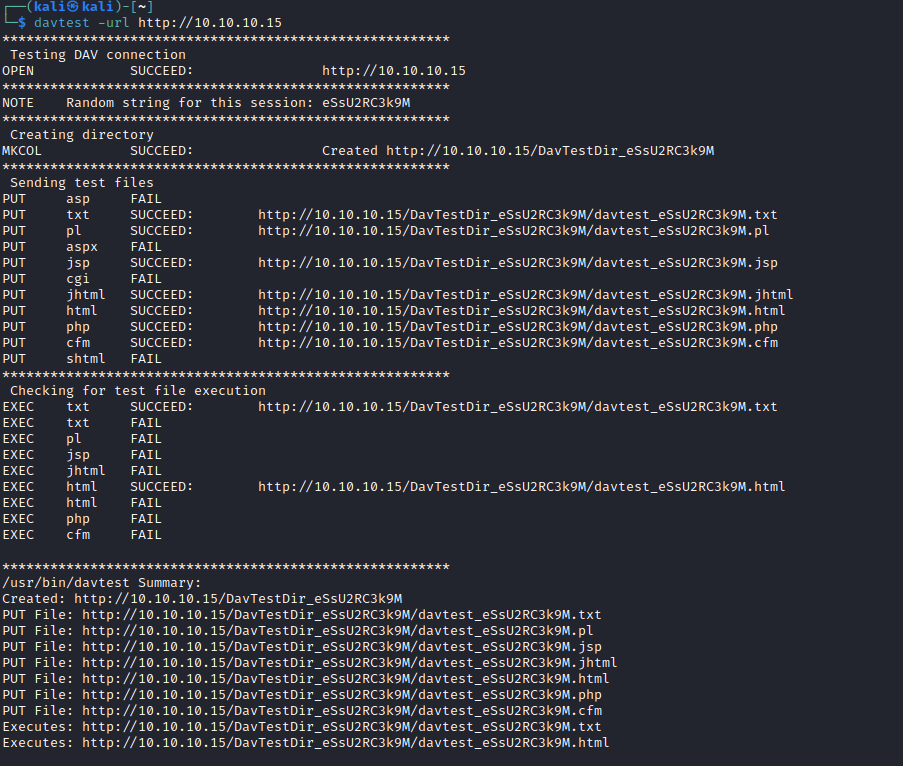 ┌──(kali㉿kali)-[~]
└─$ davtest -url http://10.10.10.15
********************************************************
 Testing DAV connection
OPEN		SUCCEED:		http://10.10.10.15
********************************************************
NOTE	Random string for this session: eSsU2RC3k9M
********************************************************
 Creating directory
MKCOL		SUCCEED:		Created http://10.10.10.15/DavTestDir_eSsU2RC3k9M
********************************************************
 Sending test files
PUT	asp	FAIL
PUT	txt	SUCCEED:	http://10.10.10.15/DavTestDir_eSsU2RC3k9M/davtest_eSsU2RC3k9M.txt
PUT	pl	SUCCEED:	http://10.10.10.15/DavTestDir_eSsU2RC3k9M/davtest_eSsU2RC3k9M.pl
PUT	aspx	FAIL
PUT	jsp	SUCCEED:	http://10.10.10.15/DavTestDir_eSsU2RC3k9M/davtest_eSsU2RC3k9M.jsp
PUT	cgi	FAIL
PUT	jhtml	SUCCEED:	http://10.10.10.15/DavTestDir_eSsU2RC3k9M/davtest_eSsU2RC3k9M.jhtml
PUT	html	SUCCEED:	http://10.10.10.15/DavTestDir_eSsU2RC3k9M/davtest_eSsU2RC3k9M.html
PUT	php	SUCCEED:	http://10.10.10.15/DavTestDir_eSsU2RC3k9M/davtest_eSsU2RC3k9M.php
PUT	cfm	SUCCEED:	http://10.10.10.15/DavTestDir_eSsU2RC3k9M/davtest_eSsU2RC3k9M.cfm
PUT	shtml	FAIL
********************************************************
 Checking for test file execution
EXEC	txt	SUCCEED:	http://10.10.10.15/DavTestDir_eSsU2RC3k9M/davtest_eSsU2RC3k9M.txt
EXEC	txt	FAIL
EXEC	pl	FAIL
EXEC	jsp	FAIL
EXEC	jhtml	FAIL
EXEC	html	SUCCEED:	http://10.10.10.15/DavTestDir_eSsU2RC3k9M/davtest_eSsU2RC3k9M.html
EXEC	html	FAIL
EXEC	php	FAIL
EXEC	cfm	FAIL
********************************************************
/usr/bin/davtest Summary:
Created: http://10.10.10.15/DavTestDir_eSsU2RC3k9M
PUT File: http://10.10.10.15/DavTestDir_eSsU2RC3k9M/davtest_eSsU2RC3k9M.txt
PUT File: http://10.10.10.15/DavTestDir_eSsU2RC3k9M/davtest_eSsU2RC3k9M.pl
PUT File: http://10.10.10.15/DavTestDir_eSsU2RC3k9M/davtest_eSsU2RC3k9M.jsp
PUT File: http://10.10.10.15/DavTestDir_eSsU2RC3k9M/davtest_eSsU2RC3k9M.jhtml
PUT File: http://10.10.10.15/DavTestDir_eSsU2RC3k9M/davtest_eSsU2RC3k9M.html
PUT File: http://10.10.10.15/DavTestDir_eSsU2RC3k9M/davtest_eSsU2RC3k9M.php
PUT File: http://10.10.10.15/DavTestDir_eSsU2RC3k9M/davtest_eSsU2RC3k9M.cfm
Executes: http://10.10.10.15/DavTestDir_eSsU2RC3k9M/davtest_eSsU2RC3k9M.txt
Executes: http://10.10.10.15/DavTestDir_eSsU2RC3k9M/davtest_eSsU2RC3k9M.html